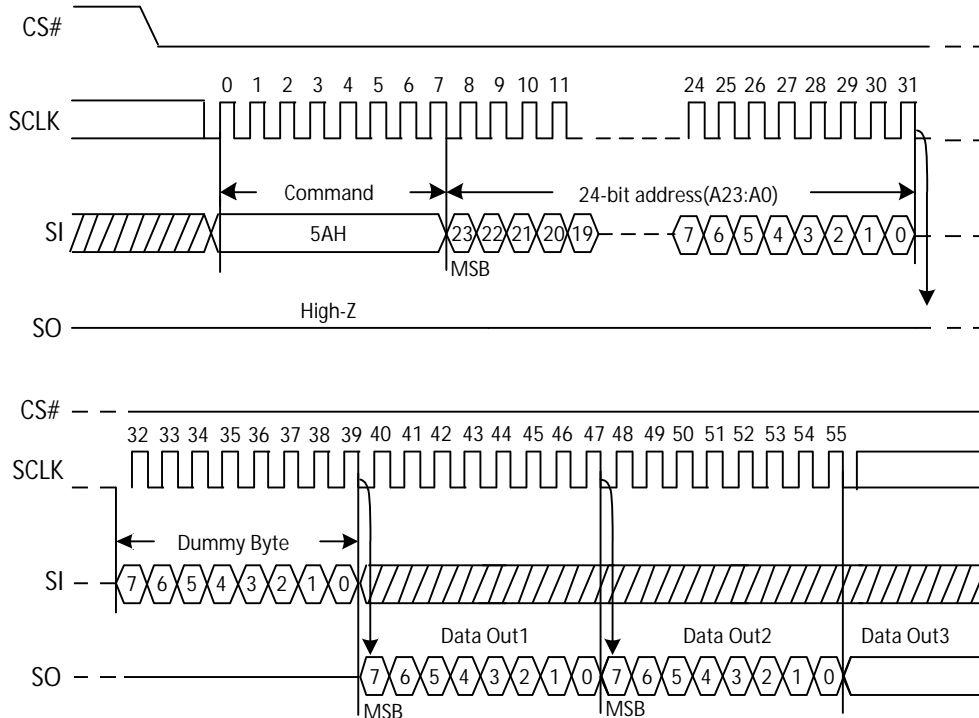 CS#
0 1 2 3 4 5 6 7 8 9 10 11 24 25 26 27 28 29 30 31
SCLK
Command 24-bit address(A23:A0)
SI 5AH 23 22 21 20 19 7 6 5 4 3 2 1 0
MSB
High-Z
SO
CS#
32 33 34 35 36 37 38 39 40 41 42 43 44 45 46 47 48 49 50 51 52 53 54 55
SCLK
Dummy Byte
SI 7 6 5 4 3 2 1 0
Data Out1 Data Out2 Data Out3
SO 7 6 5 4 3 2 1 0 7 6 5 4 3 2 1 0
MSB MSB